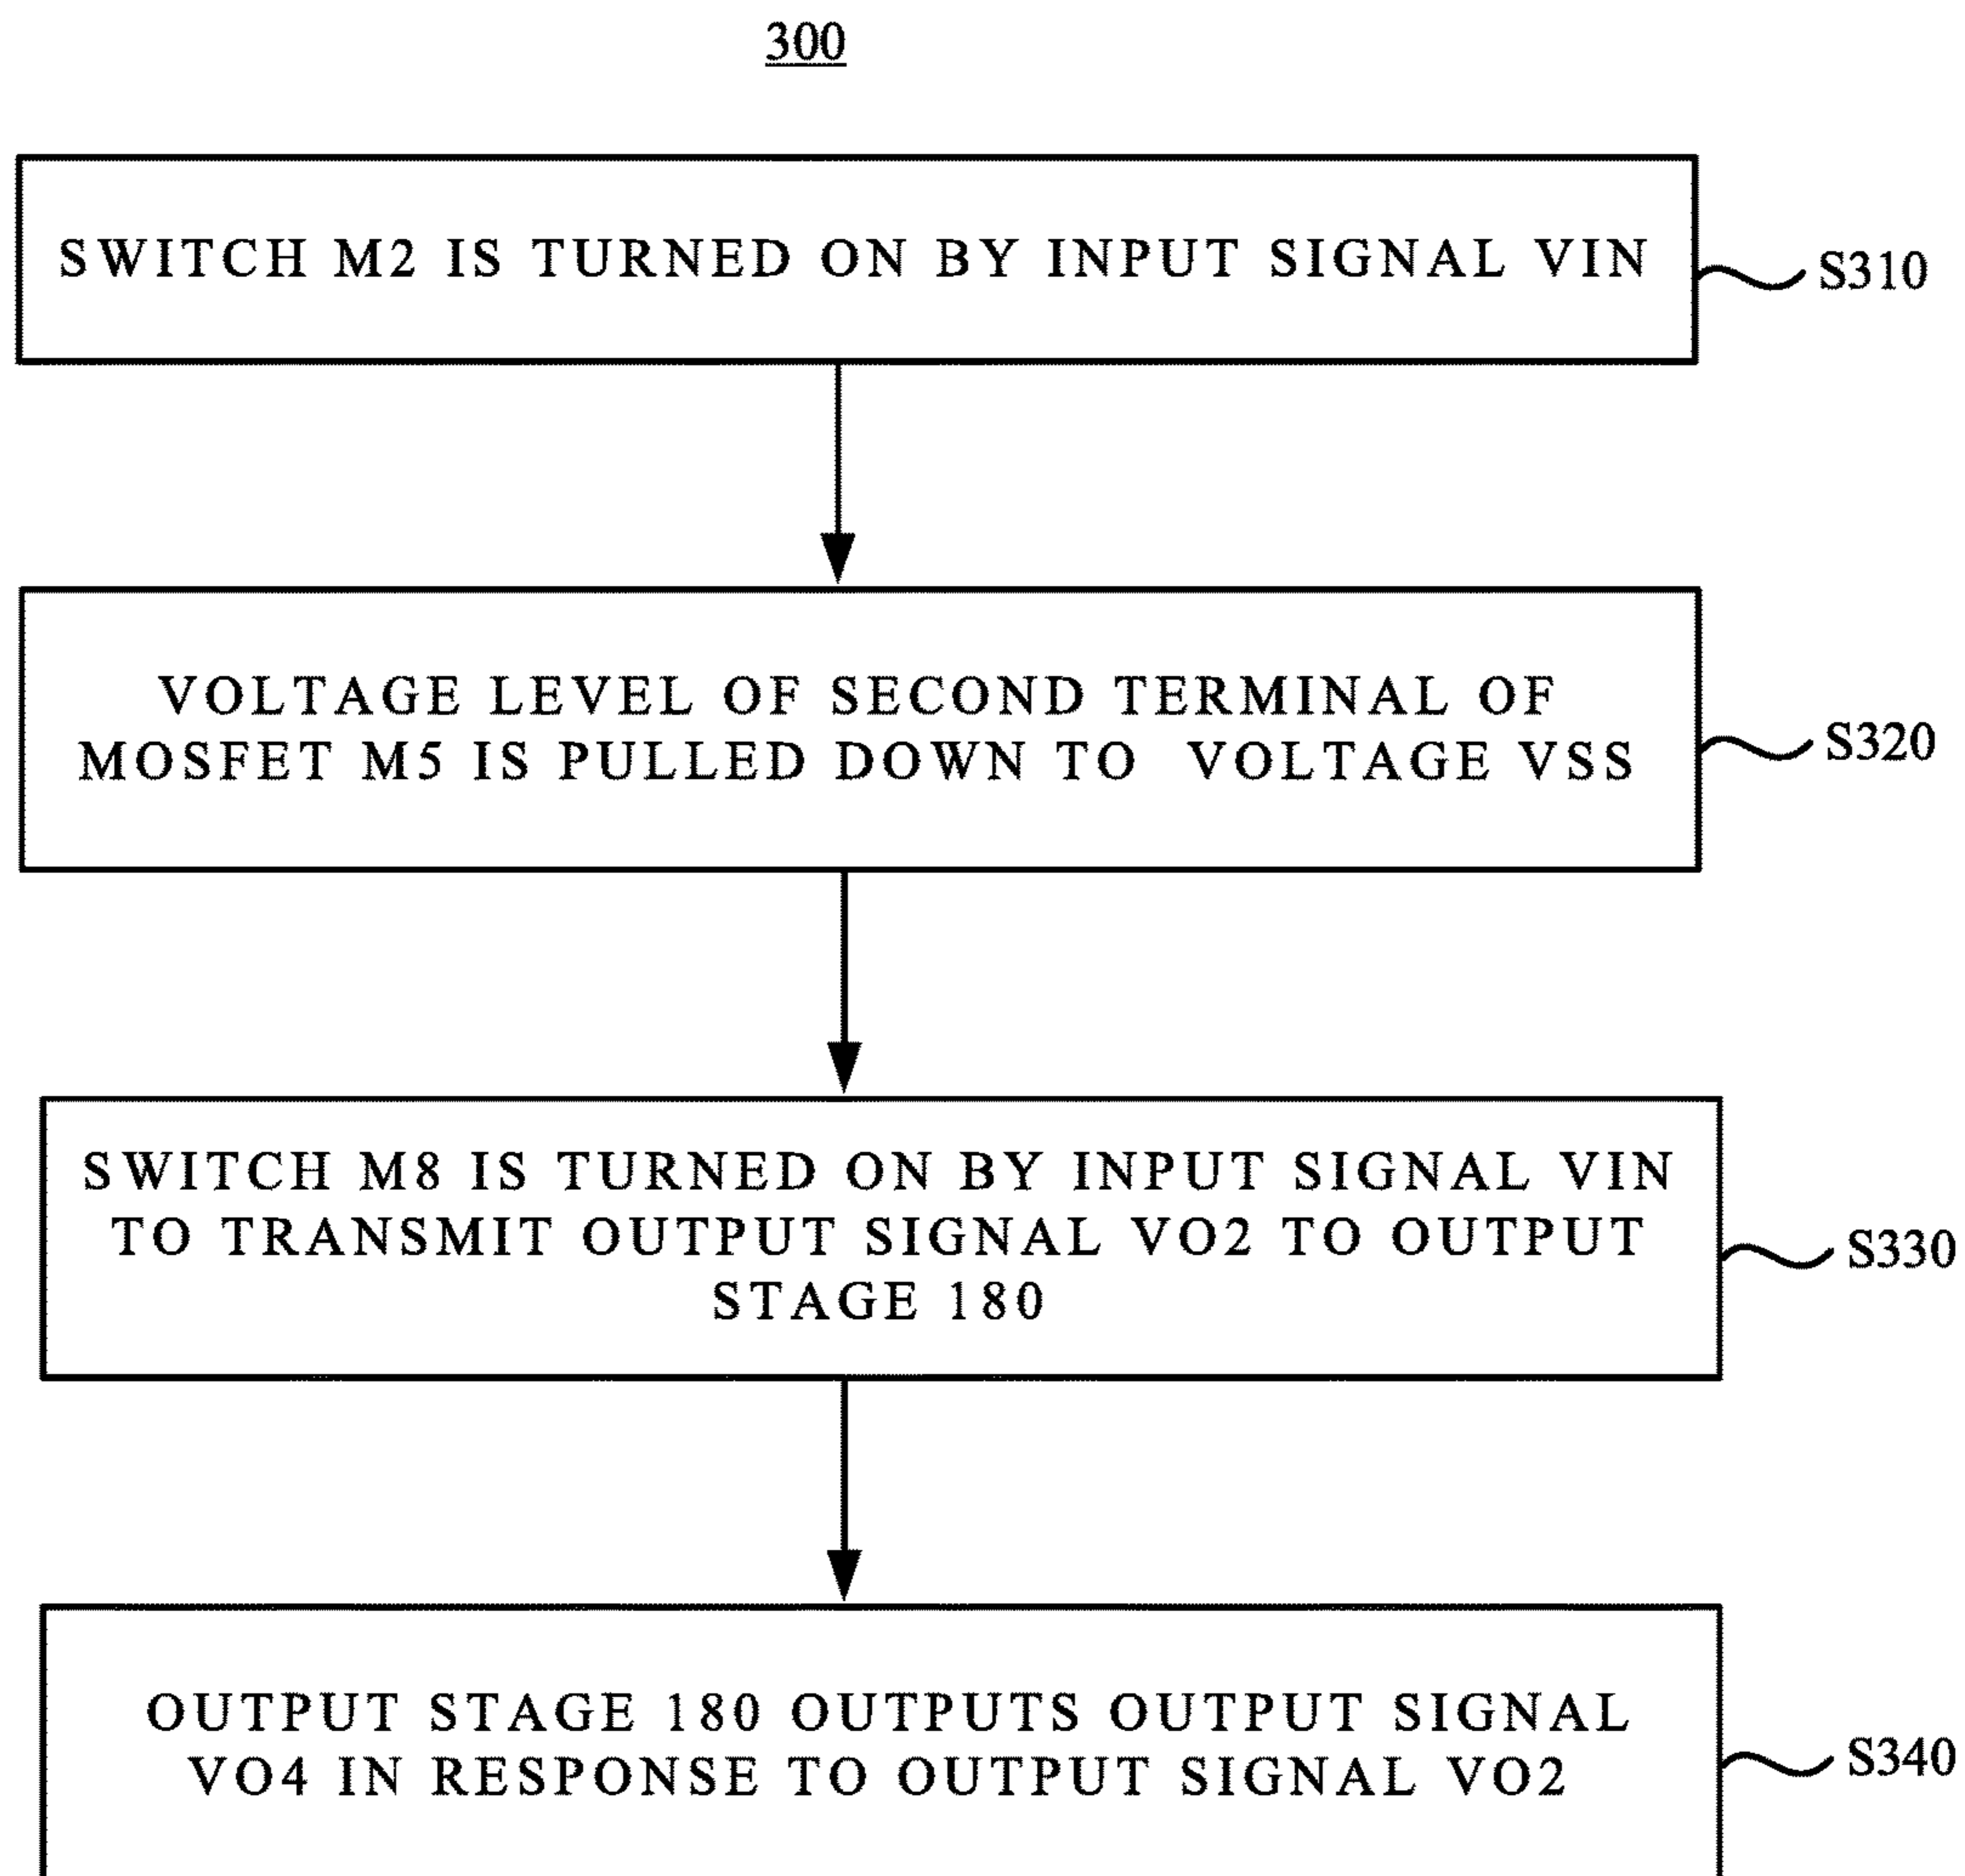 300
SWITCH M2 IS TURNED ON BY INPUT SIGNAL VIN
S310
VOLTAGE LEVEL OF SECOND TERMINAL OF
MOSFET M5 IS PULLED DOWN TO VOLTAGE VSS
S320
SWITCH M8 IS TURNED ON BY INPUT SIGNAL VIN
TO TRANSMIT OUTPUT SIGNAL VO2 TO OUTPUT
STAGE 180
S330
OUTPUT STAGE 180 OUTPUTS OUTPUT SIGNAL
VO4 IN RESPONSE TO OUTPUT SIGNAL VO2
S340